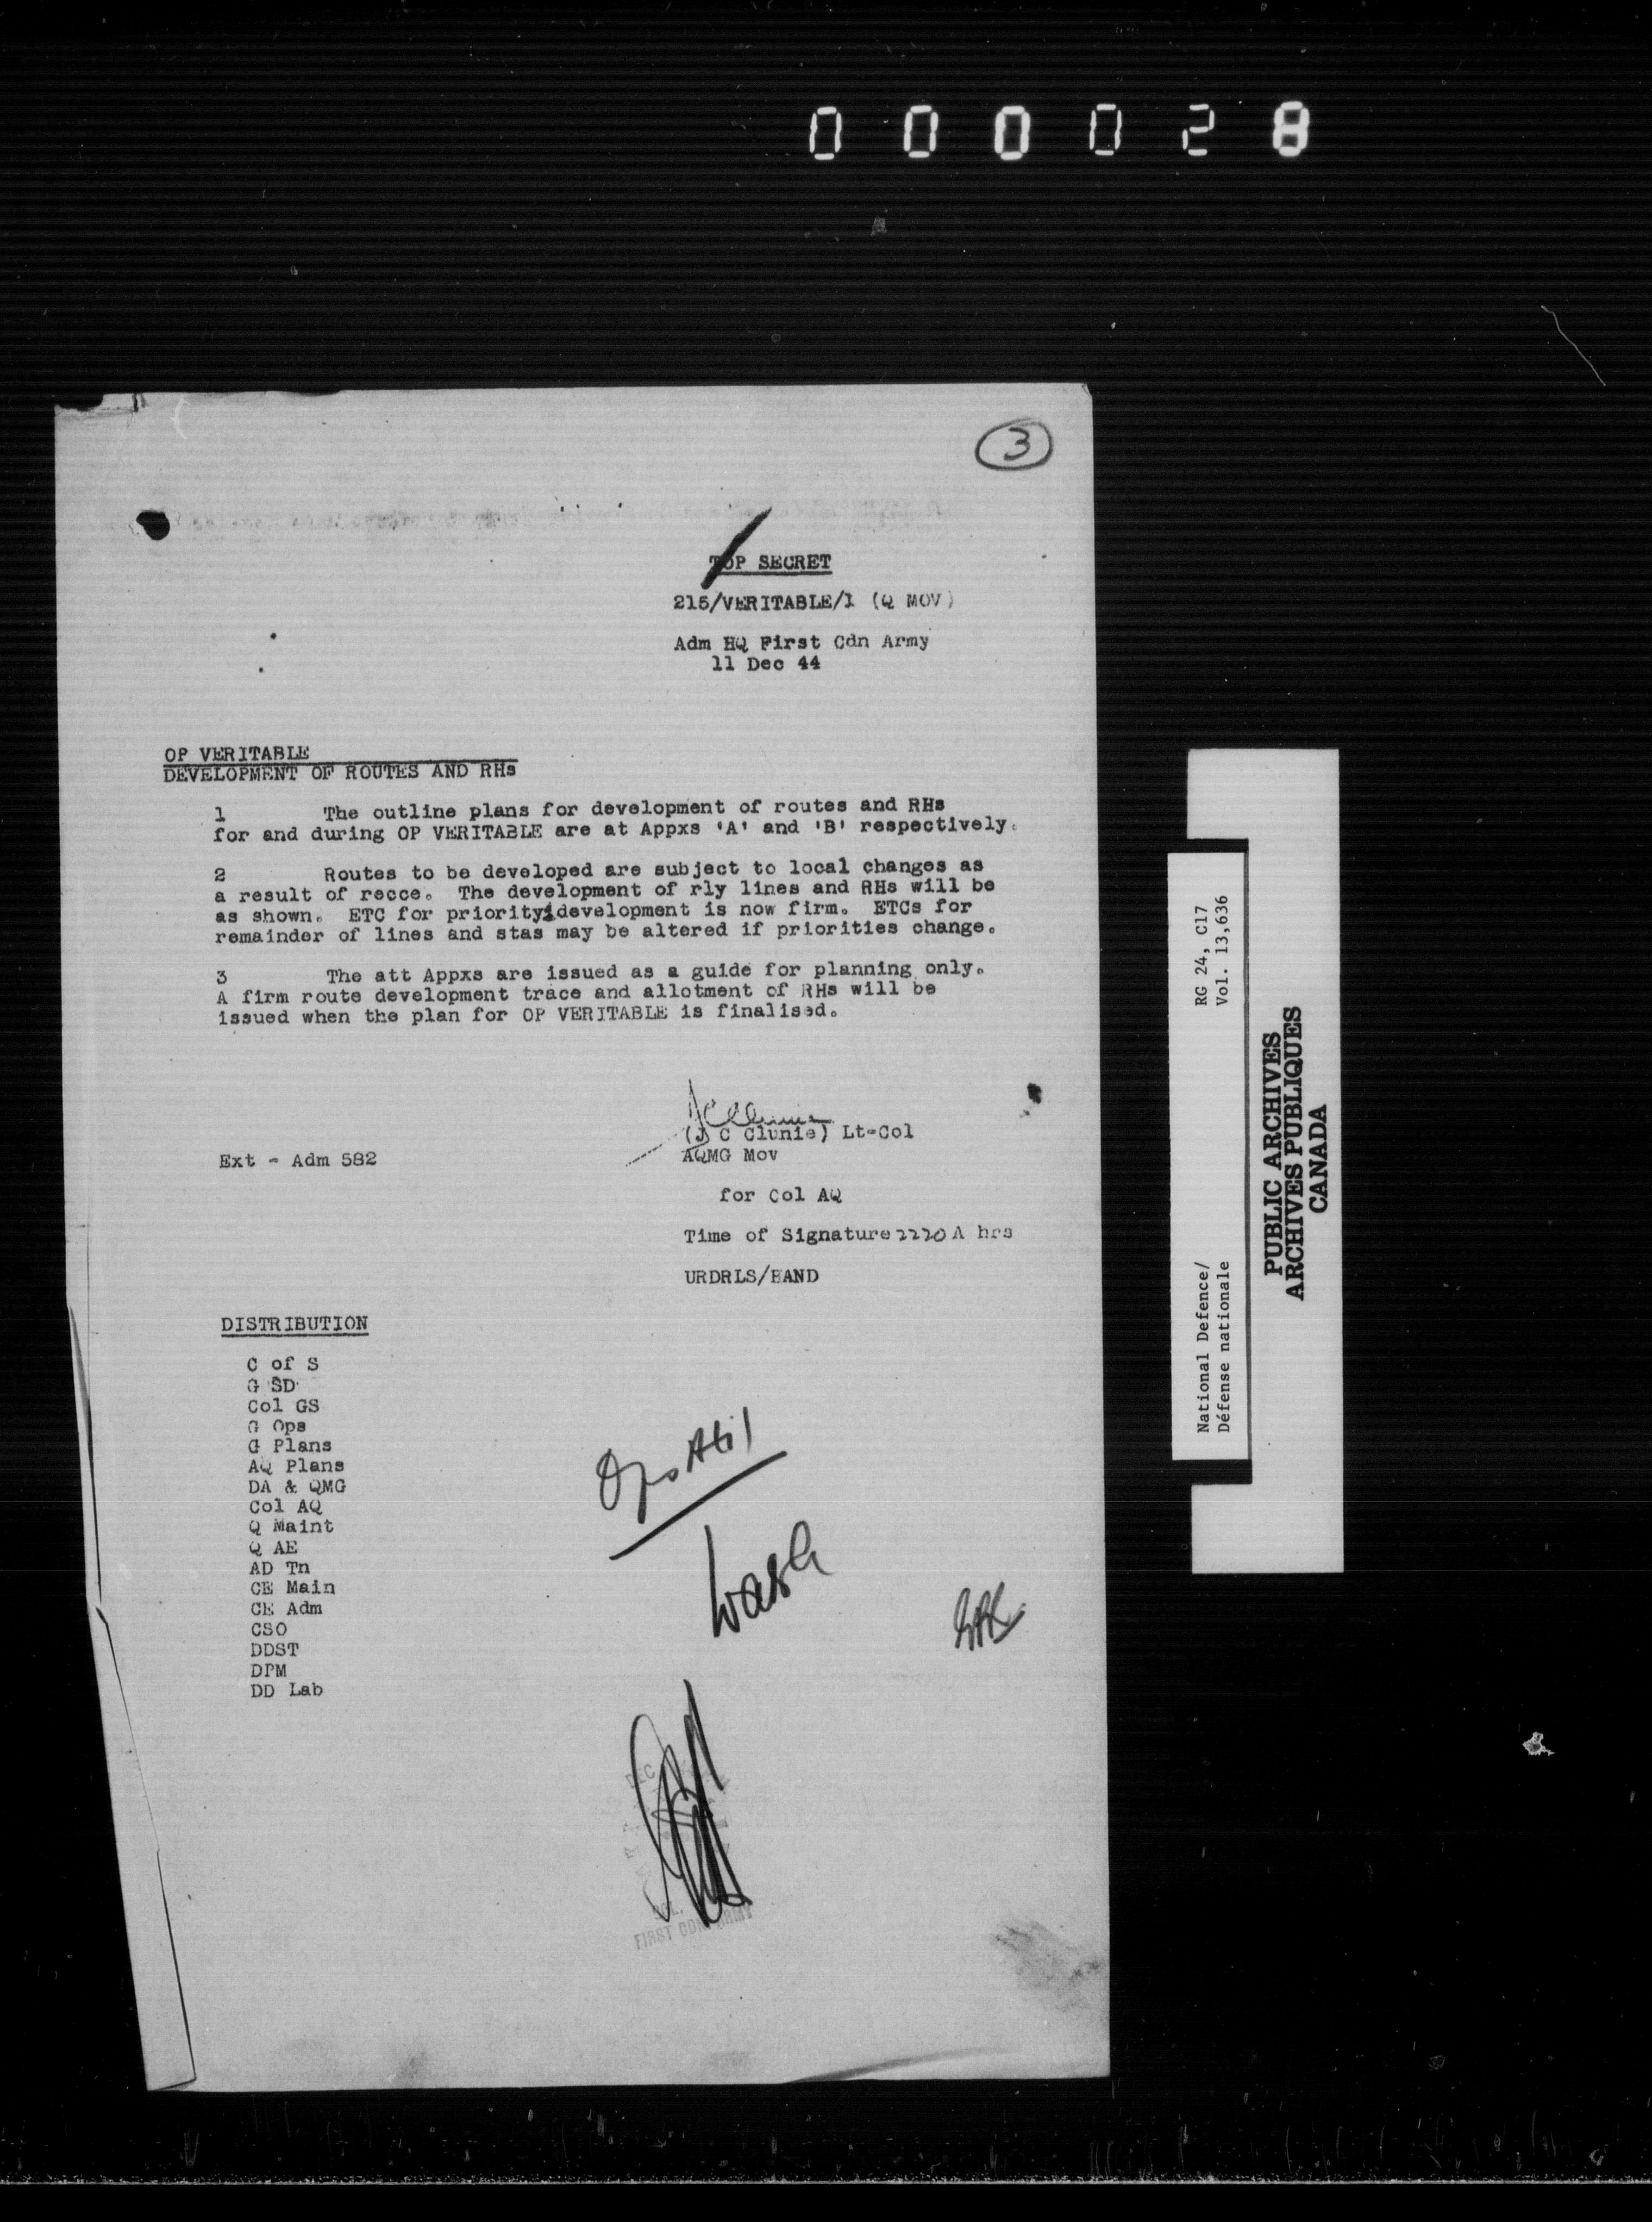 000028
3
TOP SECRET
215/VERITABLE/1 (Q MOV)
Adm HQ First Cdn Army
11 Dec 44
OP VERITABLE
DEVELOPMENT OF ROUTES AND RHs
1 The outline plans for development of routes and RHs
for and during OP VERITABLE are at Appxs 'A' and 'B' respectively.
2 Routes to be developed are subject to local changes as
a result of recce. The development of rly lines and RHs will be
as shown. ETC for priority 1 development is now firm. ETCs for
remainder of lines and stas may be altered if priorities change.
3 The att Appxs are issued as a guide for planning only.
A firm route development trace and allotment of RHs will be
issued when the plan for OP VERITABLE is finalised.
(J C Clunie) Lt-Col
Ext - Adm 582
AQMG Mov
for Col AQ
Time of Signature 2220 A hrs
URDRLS/EAND
DISTRIBUTION
C of S
G SD
Col GS
G Ops
G Plans
AQ Plans
DA & QMG
Col AQ
Q Maint
Q AE
AD Tn
CE Main
CE Adm
CSO
DDST
DPM
DD Lab
DEC
FIRST CDN ARMY
National Defence/ RG 24, C17
Défense nationale Vol. 13,636
PUBLIC ARCHIVES
ARCHIVES PUBLIQUES
CANADA